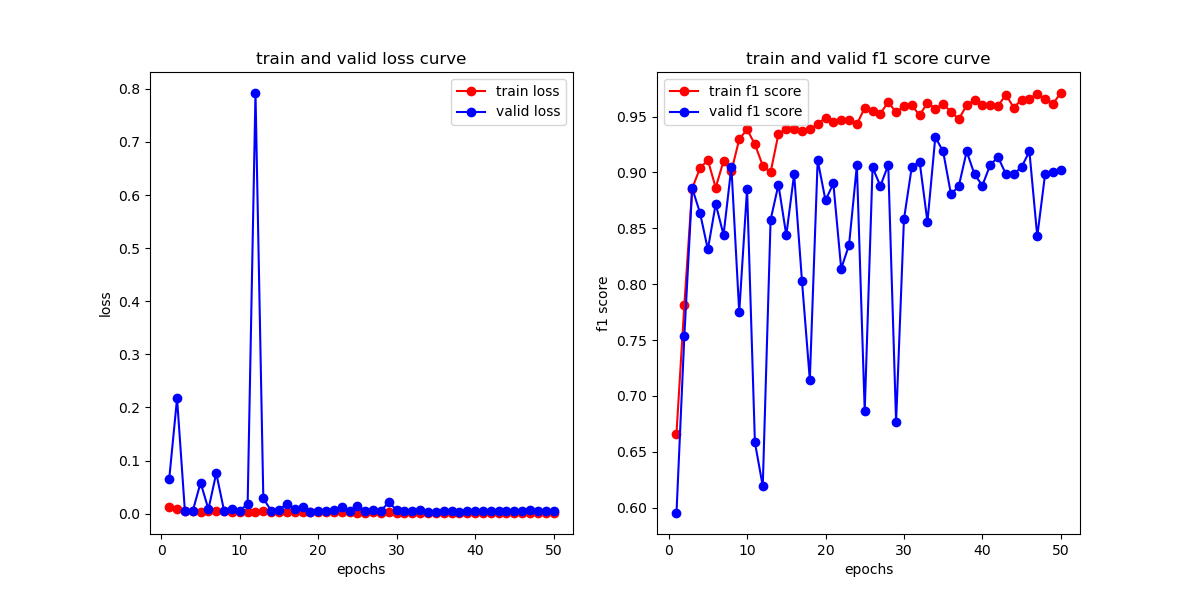 train and valid loss curve
train loss
valid loss
0.8
0.7
0.6
0.5
0.4
0.3
0.2
0.1
0.0
loss
0
10
20
30
40
50
epochs
train and valid f1 score curve
train f1 score
valid f1 score
0.95
0.90
0.85
0.80
0.75
0.70
0.65
0.60
f1 score
0
10
20
30
40
50
epochs